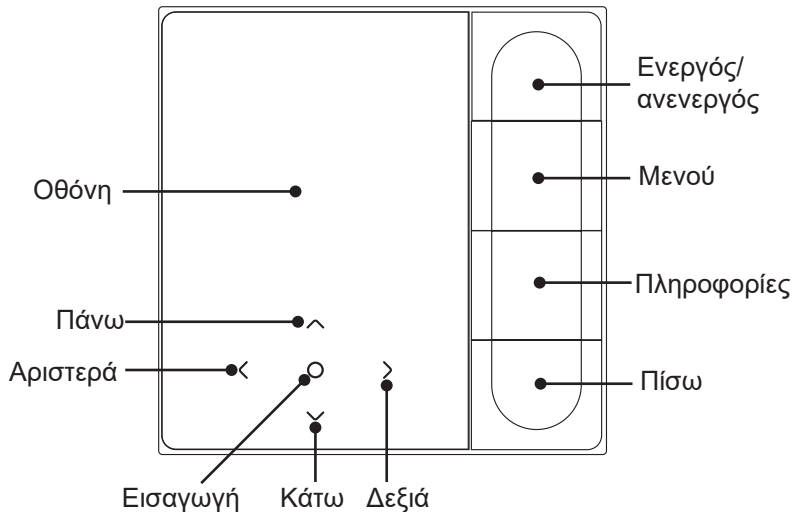 Ενεργός/
ανενεργός
Μενού
Οθόνη
Πληροφορίες
Πάνω
Αριστερά
Πίσω
Εισαγωγή
Κάτω
Δεξιά